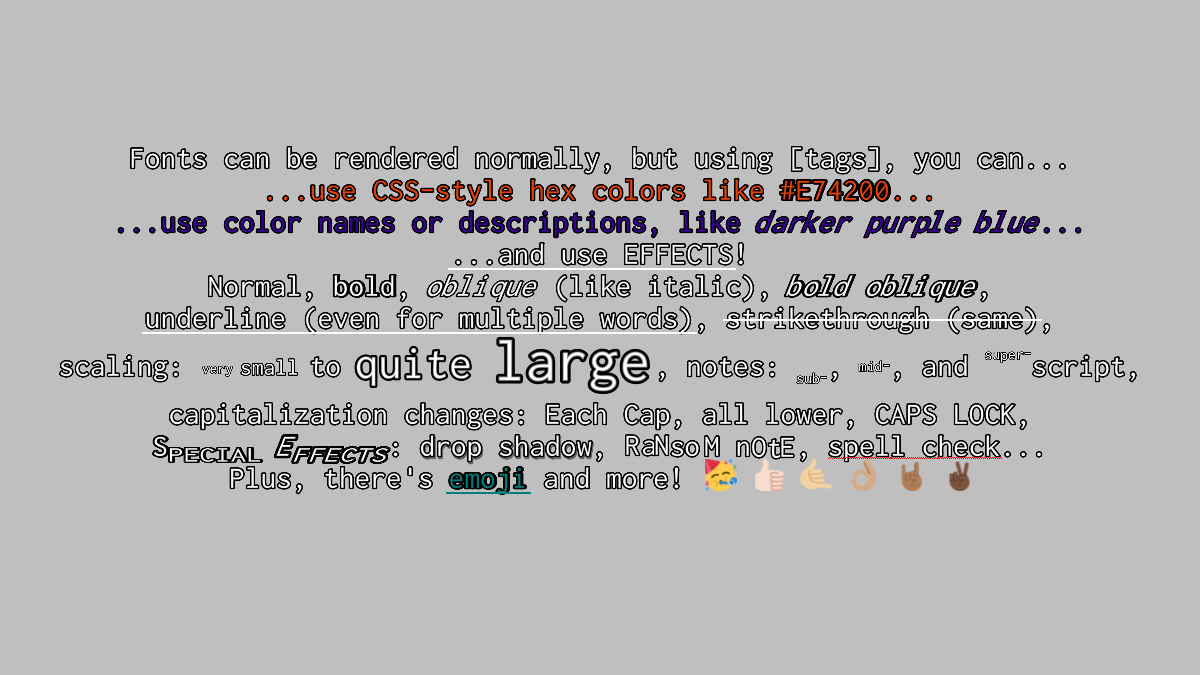 Fonts can be rendered normally, but using [tags], you can...
...use CSS-style hex colors like #E74200...
...use color names or descriptions, like darker purple blue...
...and use EFFECTS!
Normal, bold, oblique (like italic), bold oblique,
underline (even for multiple words), strikethrough (same),
scaling: very small to quite large, notes: sub-, mid-, and super-script,
capitalization changes: Each Cap, all lower, CAPS LOCK,
SPECIAL EFFECTS: drop shadow, RaNsoM nOtE, spell check...
Plus, there's emoji and more! 🥳 👍🏻 🤙🏼 👌🏽 🤘🏾 ✌🏿